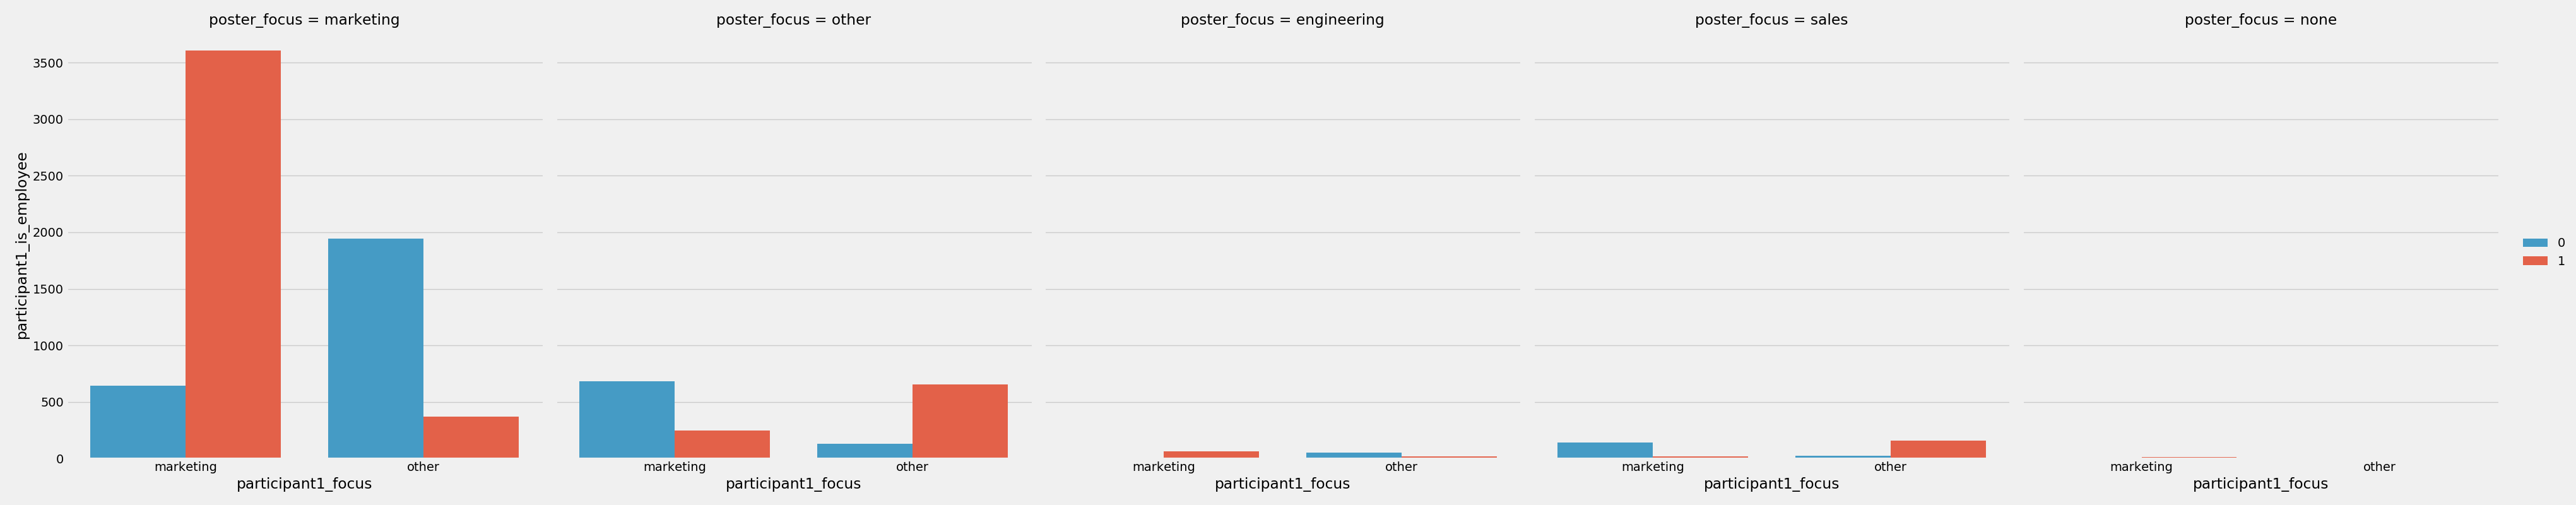 poster_focus = marketing
poster_focus = other
poster_focus = engineering
poster_focus = sales
poster_focus = none
participant1_is_employee
3500
3000
2500
2000
1500
1000
500
0
marketing other
marketing other
marketing other
marketing other
marketing other
participant1_focus
participant1_focus
participant1_focus
participant1_focus
participant1_focus
0
1